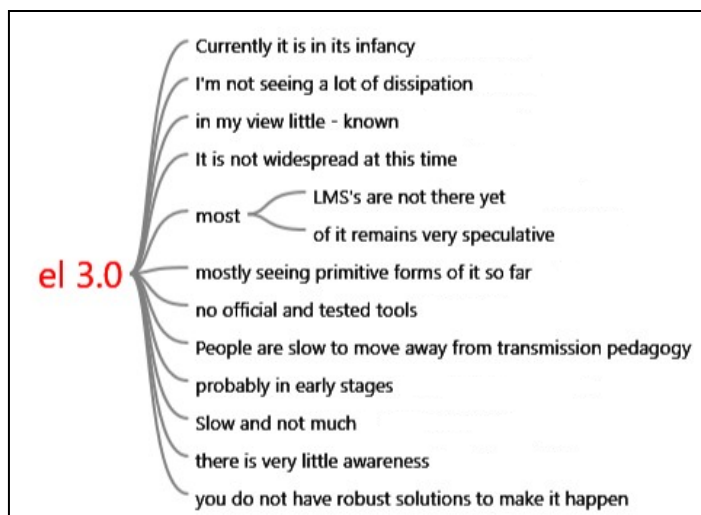 Currently it is in its infancy
I'm not seeing a lot of dissipation
in my view little - known
It is not widespread at this time
most
LMS's are not there yet
of it remains very speculative
el 3.0
mostly seeing primitive forms of it so far
no official and tested tools
People are slow to move away from transmission pedagogy
probably in early stages
Slow and not much
there is very little awareness
you do not have robust solutions to make it happen